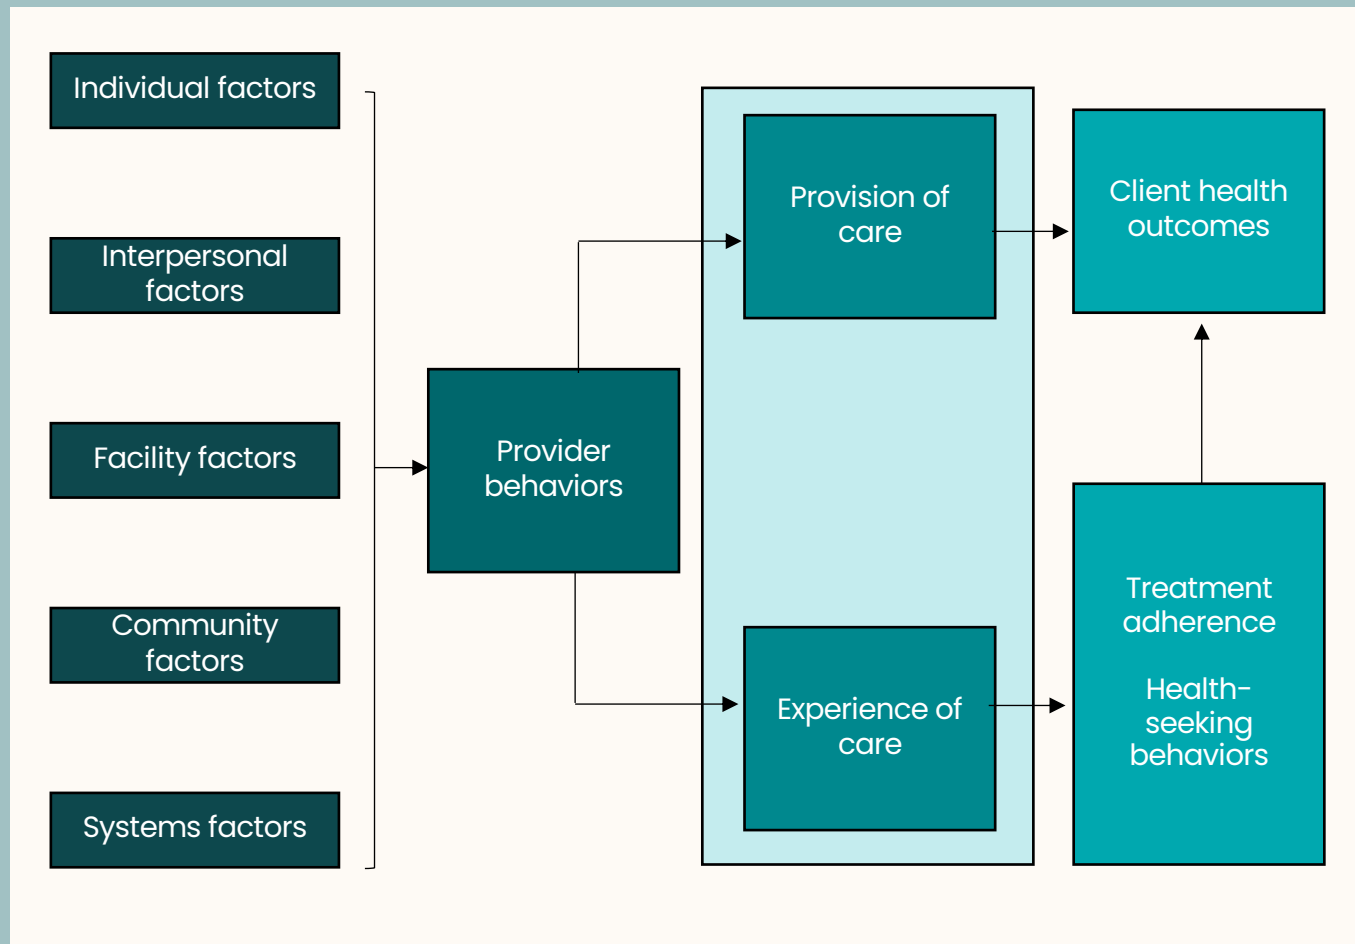 Individual factors
Interpersonal
factors
Facility factors
Community
factors
Systems factors
Provider
behaviors
Provision of
care
Experience of
care
Client health
outcomes
Treatment
adherence
Health-
seeking
behaviors